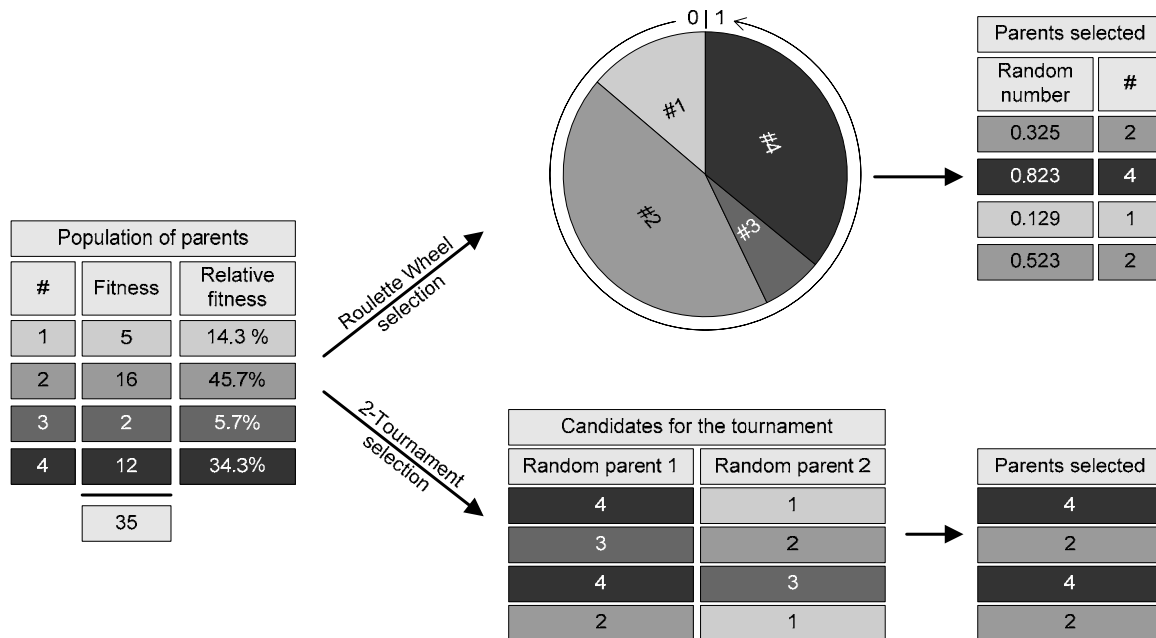 Population of parents
# Fitness Relative fitness
1 5 14.3 %
2 16 45.7%
3 2 5.7%
4 12 34.3%
35
Roulette Wheel
selection
0 | 1
#1
#4
#2
#3
Parents selected
Random number #
0.325 2
0.823 4
0.129 1
0.523 2
2-Tournament
selection
Candidates for the tournament
Random parent 1 Random parent 2
4 1
3 2
4 3
2 1
Parents selected
4
2
4
2